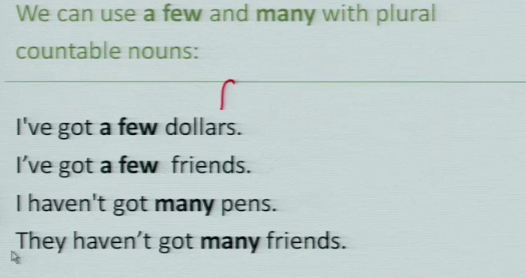 We can use a few and many with plural
countable nouns:
I've got a few dollars.
I've got a few friends.
I haven't got many pens.
They haven't got many friends.